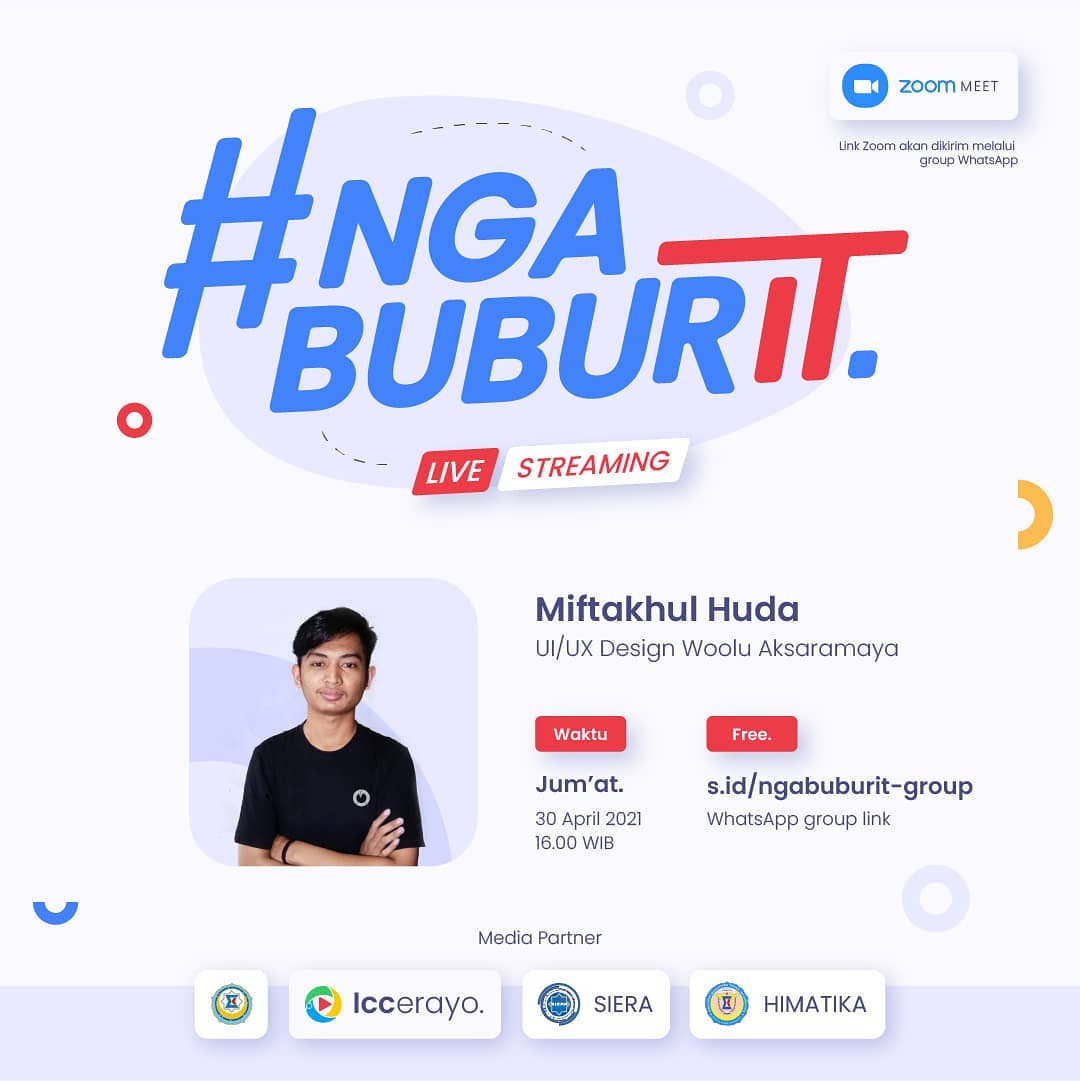 zoom MEET
Link Zoom akan dikirim melalui
group WhatsApp
#NGA
BUBURIT.
LIVE STREAMING
Miftakhul Huda
UI/UX Design Woolu Aksaramaya
Waktu
Jum’at.
30 April 2021
16.00 WIB
Free.
s.id/ngabuburit-group
WhatsApp group link
Media Partner
lccerayo.
SIERA
HIMATIKA